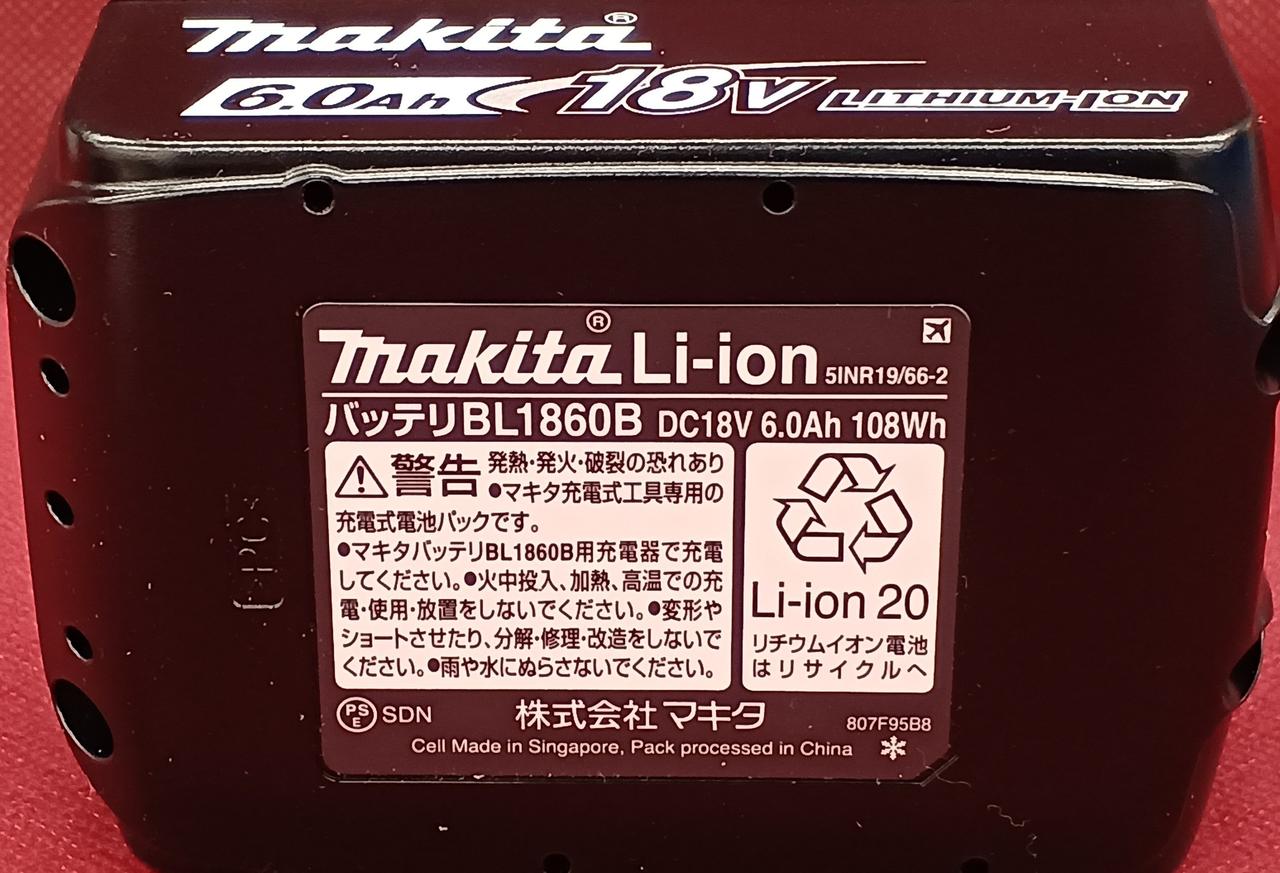 makita®
6.0Ah 18V LITHIUM-ION
makita® Li-ion 5INR19/66-2
バッテリBL1860B DC18V 6.0Ah 108Wh
警告 発熱・発火・破裂の恐れあり
●マキタ充電式工具専用の
充電式電池パックです。
●マキタバッテリBL1860B用充電器で充電
してください。●火中投入、加熱、高温での充
電・使用・放置をしないでください。●変形や
ショートさせたり、分解・修理・改造をしないで
ください。●雨や水にぬらさないでください。
Li-ion 20
リチウムイオン電池
はリサイクルへ
PSE SDN 株式会社マキタ 807F95B8
Cell Made in Singapore, Pack processed in China